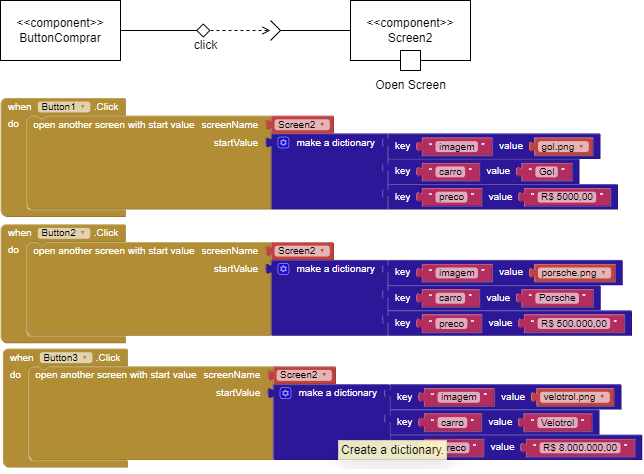 <<component>>
ButtonComprar
<<component>>
Screen2
click
Open Screen
when Button1 .Click
do open another screen with start value screenName Screen2
startValue make a dictionary key " imagem " value gol.png
key " carro " value " Gol "
key " preco " value " R$ 5000,00 "
when Button2 .Click
do open another screen with start value screenName Screen2
startValue make a dictionary key " imagem " value porsche.png
key " carro " value " Porsche "
key " preco " value " R$ 500.000,00 "
when Button3 .Click
do open another screen with start value screenName Screen2
startValue make a dictionary key " imagem " value velotrol.png
key " carro " value " Velotrol "
Create a dictionary. preco " value " R$ 8.000.000,00 "